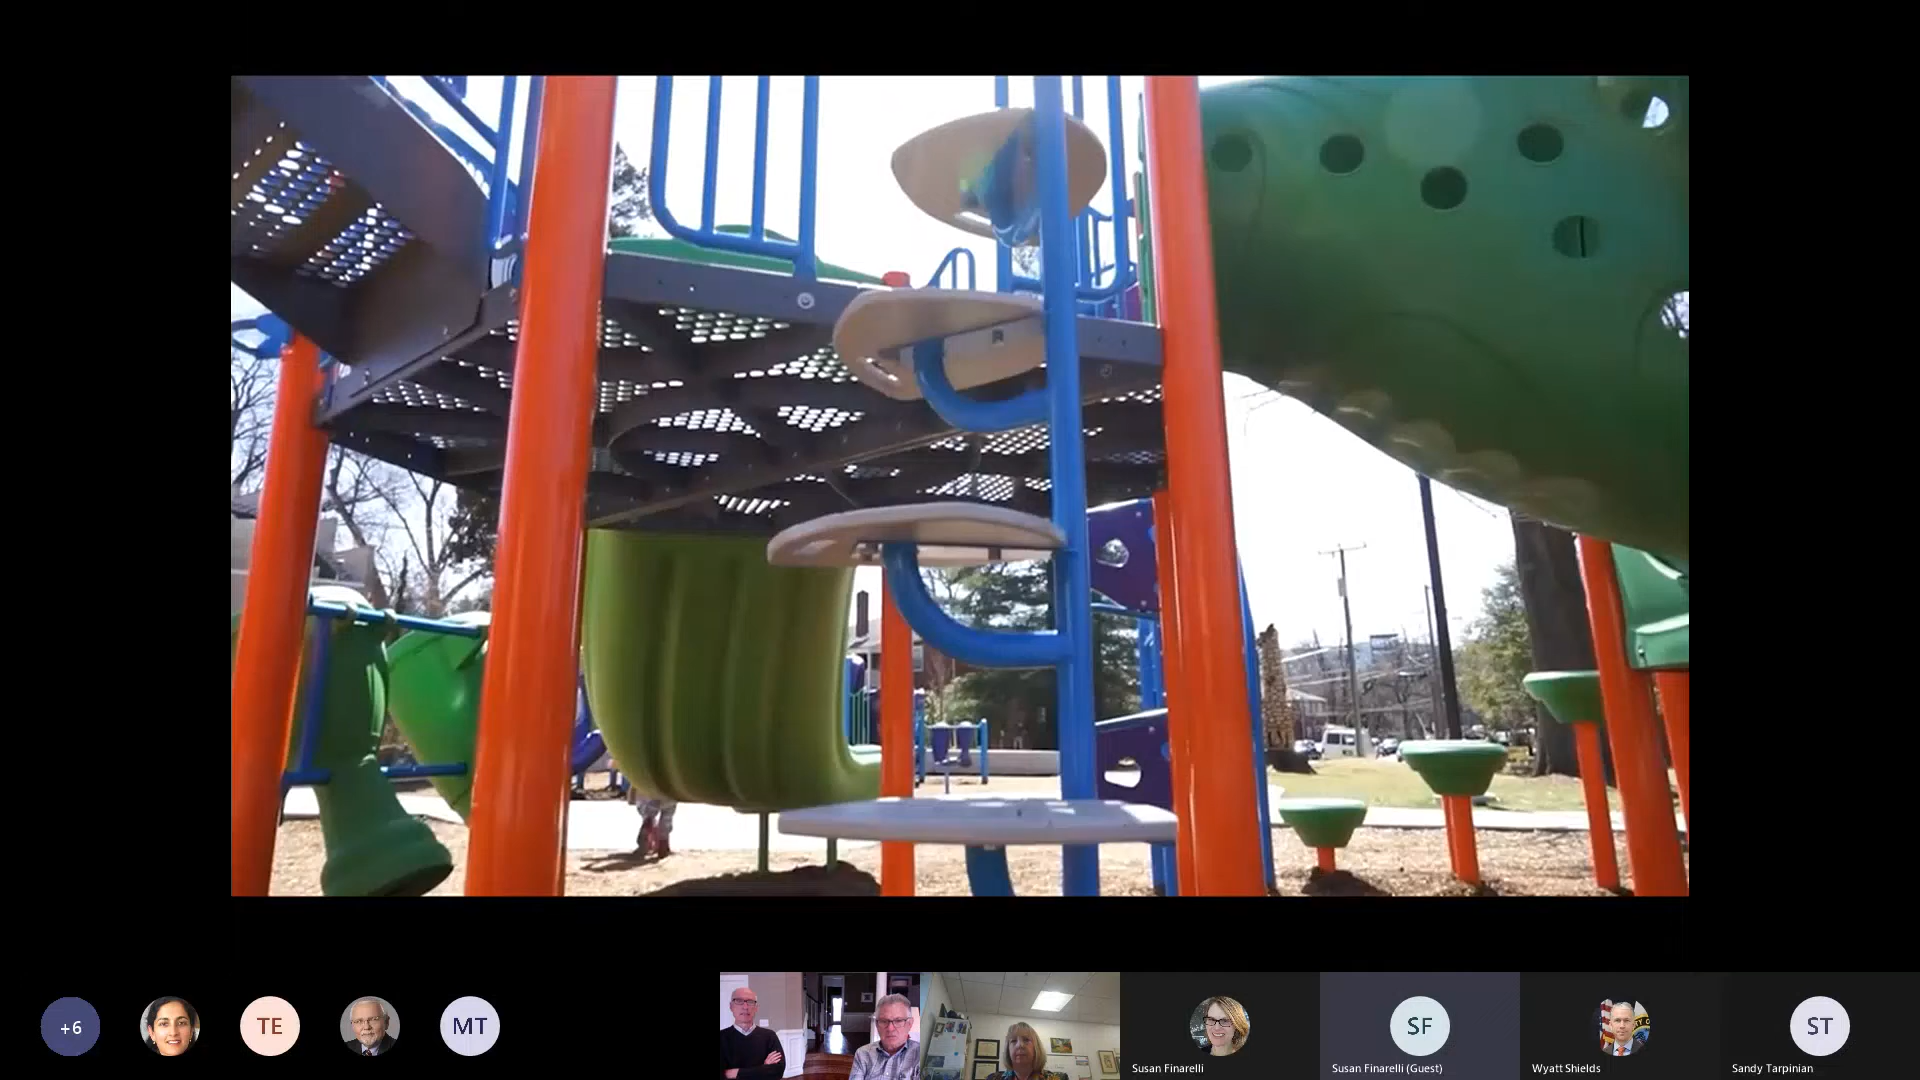 +6
TE
MT
Susan Finarelli
SF
Susan Finarelli (Guest)
Wyatt Shields
ST
Sandy Tarpinian